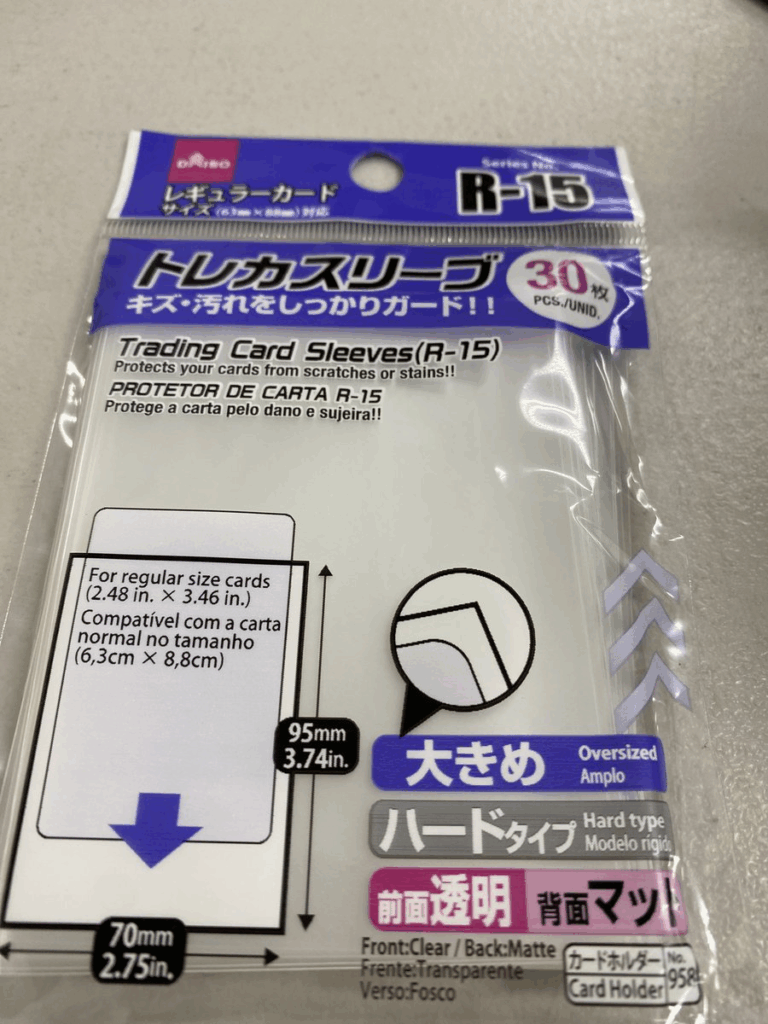 DAISO
レギュラーカード
サイズ (63mm×88mm) 対応
Series No.
R-15
トレカスリーブ
キズ・汚れをしっかりガード!!
30枚
PCS./UNID.
Trading Card Sleeves(R-15)
Protects your cards from scratches or stains!!
PROTETOR DE CARTA R-15
Protege a carta pelo dano e sujeira!!
For regular size cards
(2.48 in. × 3.46 in.)
Compatível com a carta
normal no tamanho
(6,3cm × 8,8cm)
95mm
3.74in.
70mm
2.75in.
大きめ
Oversized
Amplo
ハードタイプ
Hard type
Modelo rígido
前面透明
背面マット
Front:Clear / Back:Matte
Frente:Transparente
Verso:Fosco
カードホルダー
Card Holder
No.
958